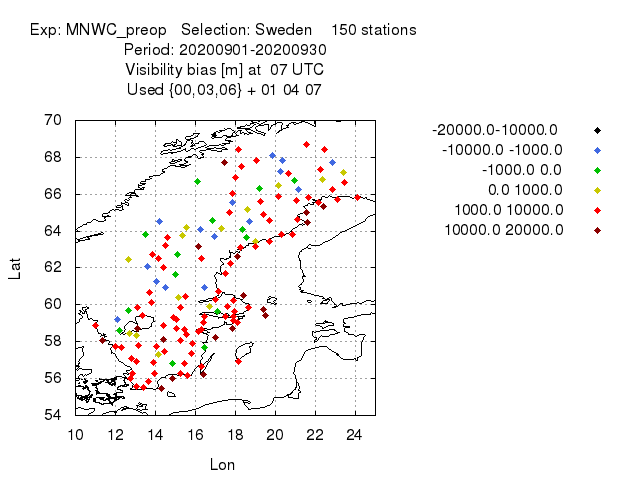 Exp: MNWC_preop Selection: Sweden 150 stations
Period: 20200901-20200930
Visibility bias [m] at 07 UTC
Used {00,03,06} + 01 04 07
-20000.0-10000.0
-10000.0 -1000.0
-1000.0 0.0
0.0 1000.0
1000.0 10000.0
10000.0 20000.0
70
68
66
64
62
60
58
56
54
Lat
10 12 14 16 18 20 22 24
Lon